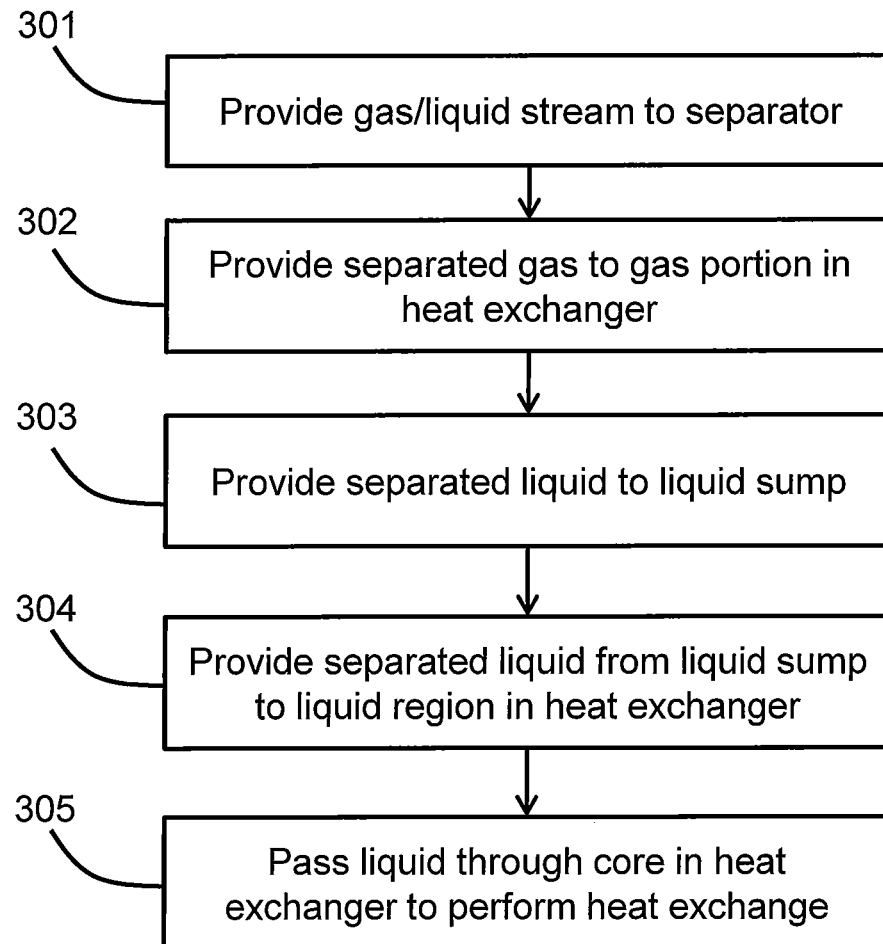 301
Provide gas/liquid stream to separator
302
Provide separated gas to gas portion in
heat exchanger
303
Provide separated liquid to liquid sump
304
Provide separated liquid from liquid sump
to liquid region in heat exchanger
305
Pass liquid through core in heat
exchanger to perform heat exchange